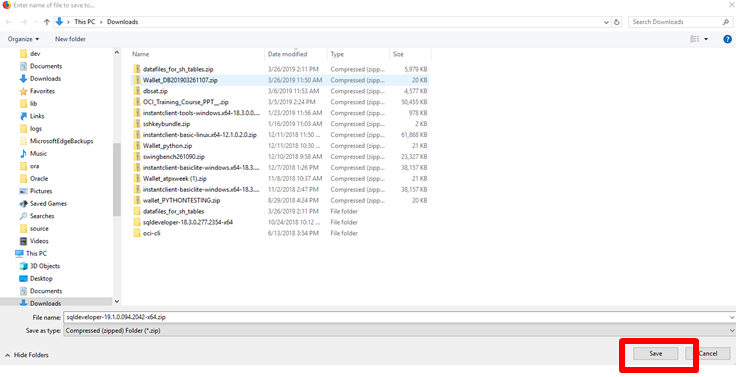 Enter name of file to save to...
This PC > Downloads
Search Downloads
Organize New folder
Name Date modified Type Size
dev
Documents
Downloads
Favorites
lib
Links
logs
MicrosoftEdgeBackups
Music
ora
Oracle
Pictures
Saved Games
Searches
source
Videos
This PC
3D Objects
Desktop
Documents
Downloads
datafiles_for_sh_tables.zip 3/26/2019 2:11 PM Compressed (zipp... 5,979 KB
Wallet_DB201903261107.zip 3/26/2019 11:50 AM Compressed (zipp... 20 KB
dbsat.zip 3/6/2019 11:53 AM Compressed (zipp... 4,577 KB
OCI_Training_Course_PPT__.zip 3/5/2019 2:24 PM Compressed (zipp... 50,455 KB
instantclient-tools-windows.x64-18.3.0.0.... 1/23/2019 11:56 AM Compressed (zipp... 978 KB
sshkeybundle.zip 1/16/2019 11:03 AM Compressed (zipp... 2 KB
instantclient-basic-linux.x64-12.1.0.2.0.zip 12/11/2018 11:50 ... Compressed (zipp... 61,868 KB
Wallet_python.zip 12/11/2018 2:30 ... Compressed (zipp... 21 KB
swingbench261090.zip 12/10/2018 9:58 AM Compressed (zipp... 23,327 KB
instantclient-basiclite-windows.x64-18.3.... 12/7/2018 1:26 PM Compressed (zipp... 38,157 KB
Wallet_atpweek (1).zip 11/8/2018 10:37 AM Compressed (zipp... 21 KB
instantclient-basiclite-windows.x64-18.3.... 11/2/2018 2:47 PM Compressed (zipp... 38,157 KB
wallet_PYTHONTESTING.zip 8/29/2018 4:24 PM Compressed (zipp... 20 KB
datafiles_for_sh_tables 3/26/2019 2:11 PM File folder
sqldeveloper-18.3.0.277.2354-x64 10/24/2018 10:12 ... File folder
oci-cli 6/13/2018 3:54 PM File folder
File name: sqldeveloper-19.1.0.094.2042-x64.zip
Save as type: Compressed (zipped) Folder (*.zip)
Hide Folders Save Cancel